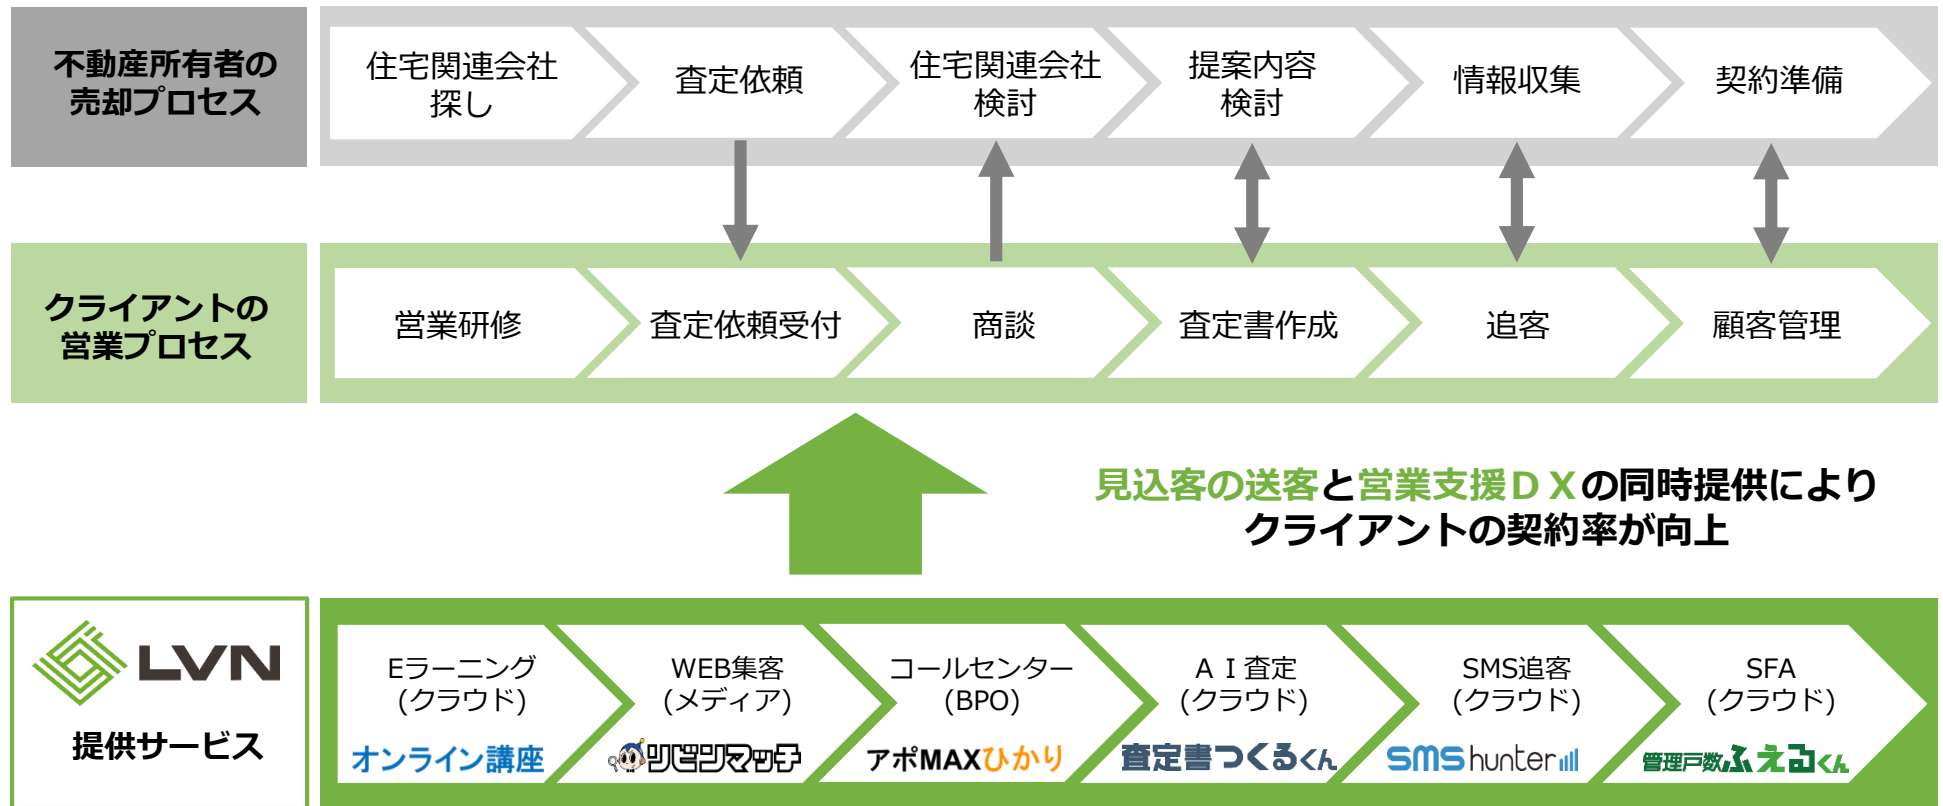 不動産所有者の
売却プロセス
住宅関連会社
探し
査定依頼
住宅関連会社
検討
提案内容
検討
情報収集
契約準備
クライアントの
営業プロセス
営業研修
査定依頼受付
商談
査定書作成
追客
顧客管理
見込客の送客と営業支援ＤＸの同時提供により
クライアントの契約率が向上
LVN
提供サービス
Eラーニング
(クラウド)
オンライン講座
WEB集客
(メディア)
リビンマッチ
コールセンター
(BPO)
アポMAXひかり
ＡＩ査定
(クラウド)
査定書つくるくん
SMS追客
(クラウド)
SMS hunter
SFA
(クラウド)
管理戸数ふえるくん